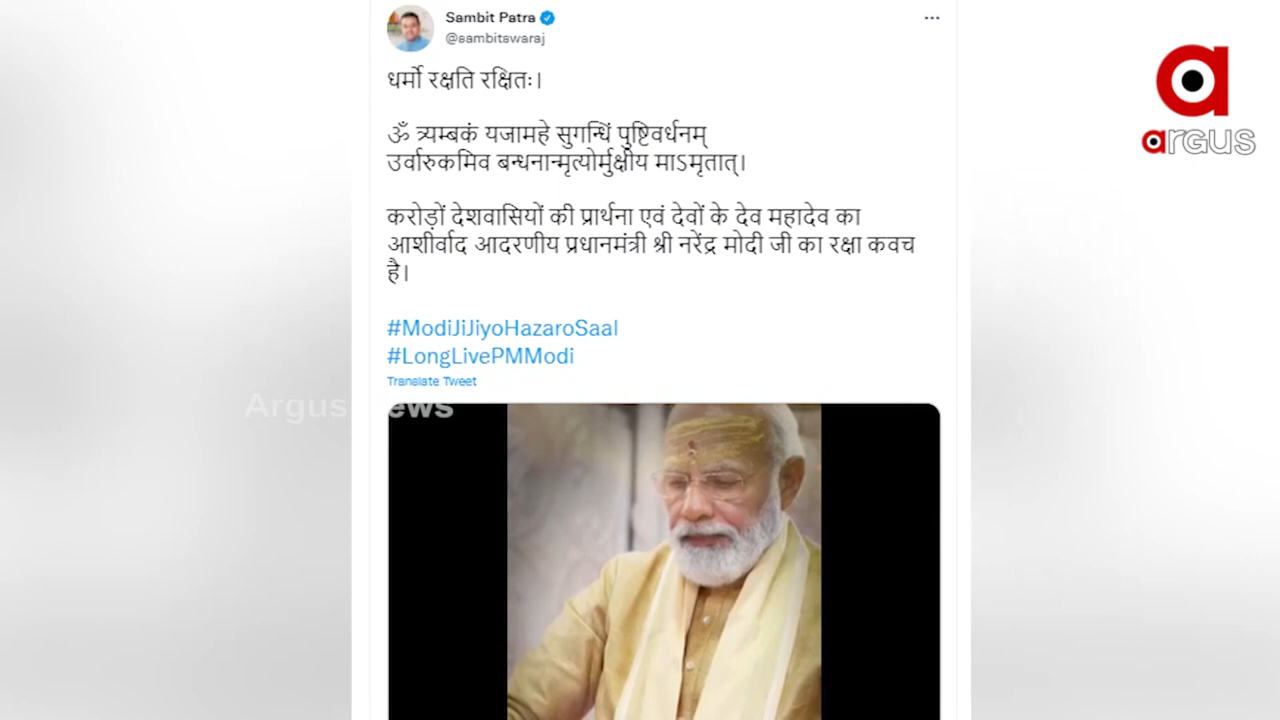 Sambit Patra
@sambitswaraj
धर्मो रक्षति रक्षितः।
ॐ त्र्यम्बकं यजामहे सुगन्धिं पुष्टिवर्धनम्
उर्वारुकमिव बन्धनान्मृत्योर्मुक्षीय माऽमृतात्।
करोड़ों देशवासियों की प्रार्थना एवं देवों के देव महादेव का
आशीर्वाद आदरणीय प्रधानमंत्री श्री नरेंद्र मोदी जी का रक्षा कवच
है।
#ModiJiJiyoHazaroSaal
#LongLivePMModi
Translate Tweet
Argus News
argus